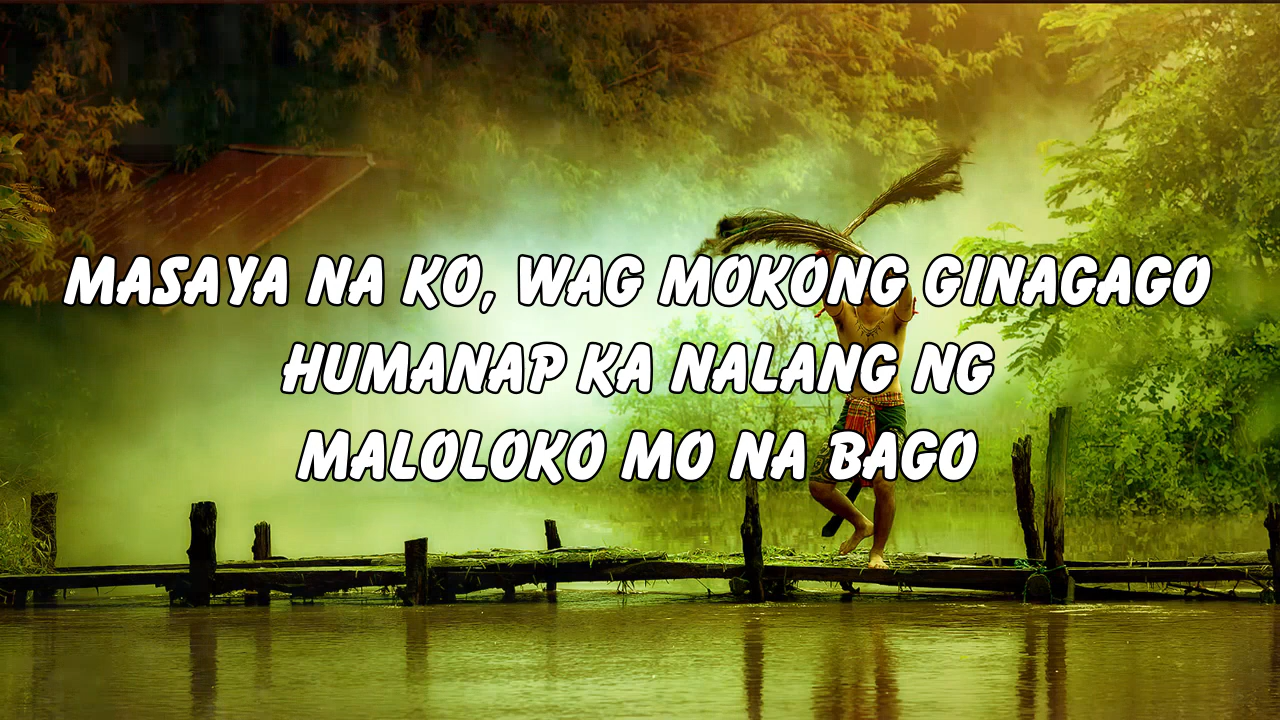 MASAYA NA KO, WAG MOKONG GINAGAGO
HUMANAP KA NALANG NG
MALOLOKO MO NA BAGO